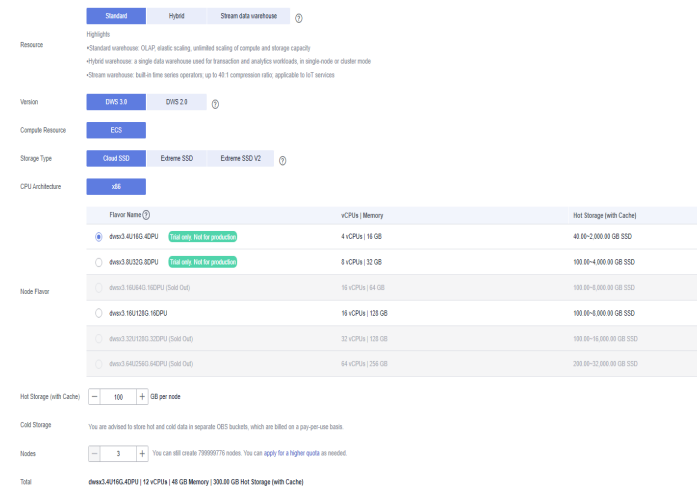 Standard Hybrid Stream data warehouse
Resource
Highlights
•Standard warehouse: OLAP, elastic scaling, unlimited scaling of compute and storage capacity
•Hybrid warehouse: a single data warehouse used for transaction and analytics workloads, in single-node or cluster mode
•Stream warehouse: built-in time series operators, up to 40:1 compression ratio; applicable to IoT services
Version DWS 3.0 DWS 2.0
Compute Resource ECS
Storage Type Cloud SSD Extreme SSD Extreme SSD V2
CPU Architecture x86
Flavor Name vCPUs | Memory Hot Storage (with Cache)
dwsx3.4U16G.4DPU Trial only. Not for production 4 vCPUs | 16 GB 40.00~2,000.00 GB SSD
dwsx3.8U32G.8DPU Trial only. Not for production 8 vCPUs | 32 GB 100.00~4,000.00 GB SSD
Node Flavor
dwsx3.16U64G.16DPU (Sold Out) 16 vCPUs | 64 GB 100.00~8,000.00 GB SSD
dwsx3.16U128G.16DPU 16 vCPUs | 128 GB 100.00~8,000.00 GB SSD
dwsx3.32U128G.32DPU (Sold Out) 32 vCPUs | 128 GB 100.00~16,000.00 GB SSD
dwsx3.64U256G.64DPU (Sold Out) 64 vCPUs | 256 GB 200.00~32,000.00 GB SSD
Hot Storage (with Cache) − 100 + GB per node
Cold Storage You are advised to store hot and cold data in separate OBS buckets, which are billed on a pay-per-use basis.
Nodes − 3 + You can still create 799999776 nodes. You can apply for a higher quota as needed.
Total dwsx3.4U16G.4DPU | 12 vCPUs | 48 GB Memory | 300.00 GB Hot Storage (with Cache)